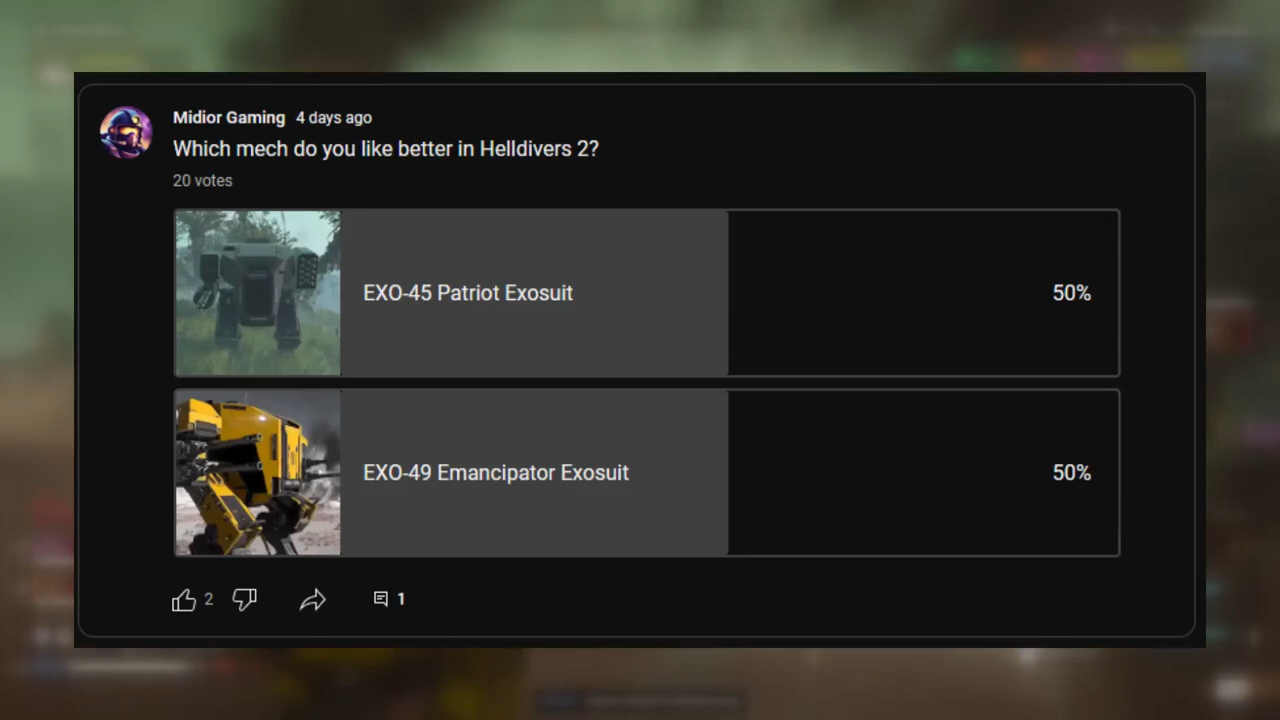 Midior Gaming 4 days ago
Which mech do you like better in Helldivers 2?
20 votes
EXO-45 Patriot Exosuit 50%
EXO-49 Emancipator Exosuit 50%
2 1